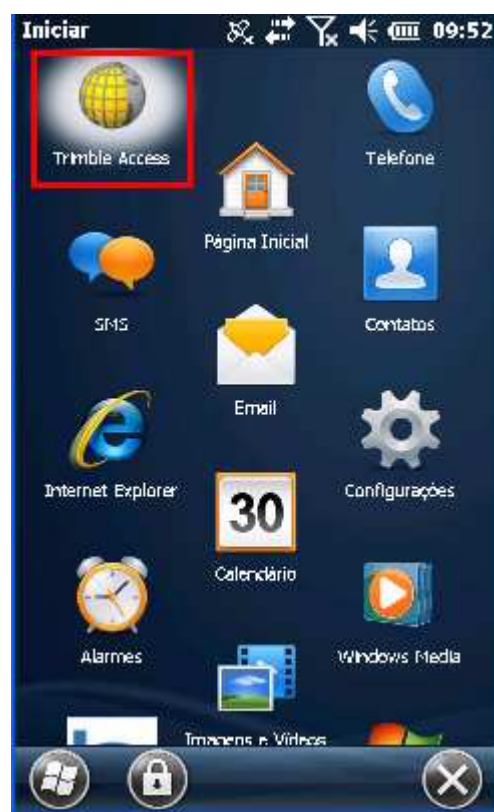 Iniciar 09:52
Trimble Access
Telefone
Página Inicial
SMS
Contatos
Email
Internet Explorer
Configurações
30
Calendário
Alarmes
Windows Media
Imagens e Vídeos